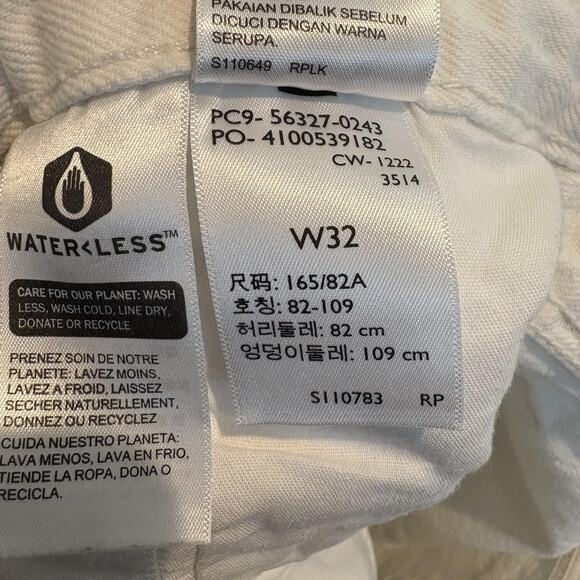 PAKAIAN DIBALIK SEBELUM
DICUCI DENGAN WARNA
SERUPA.
S110649 RPLK
PC9- 56327-0243
PO- 4100539182
CW- 1222
3514
W32
尺码: 165/82A
호칭: 82-109
허리둘레: 82 cm
엉덩이둘레: 109 cm
S110783 RP
WATER<LESS™
CARE FOR OUR PLANET: WASH
LESS, WASH COLD, LINE DRY,
DONATE OR RECYCLE
PRENEZ SOIN DE NOTRE
PLANETE: LAVEZ MOINS,
LAVEZ A FROID, LAISSEZ
SECHER NATURELLEMENT,
DONNEZ OU RECYCLEZ
CUIDA NUESTRO PLANETA:
LAVA MENOS, LAVA EN FRIO,
TIENDE LA ROPA, DONA O
RECICLA.